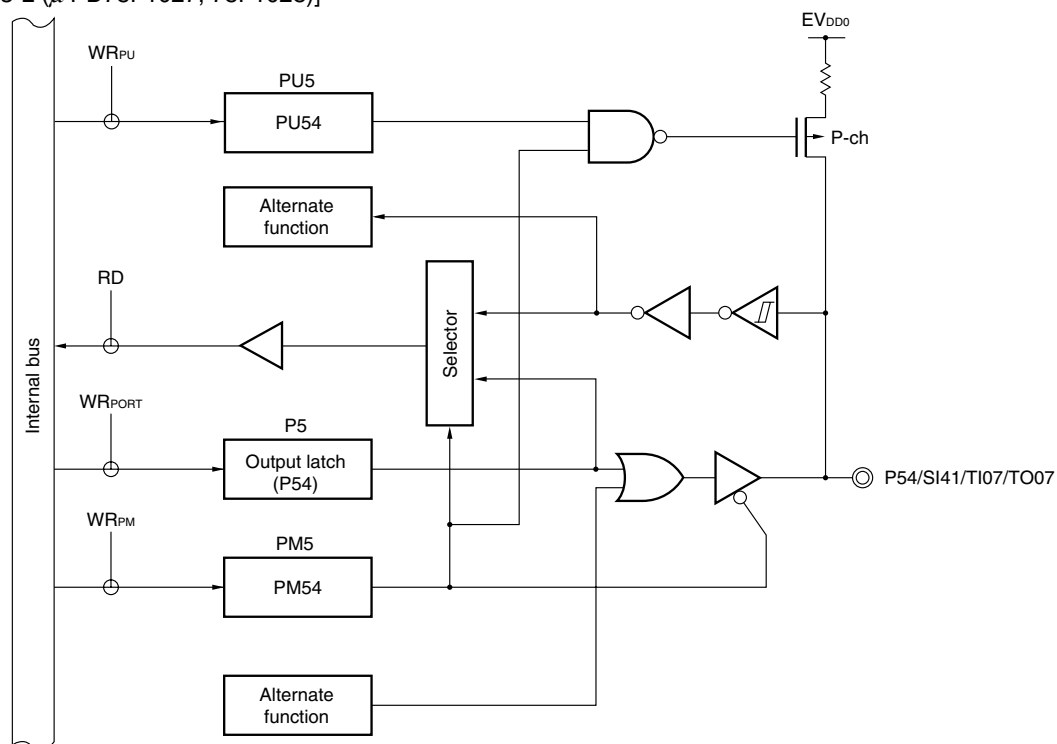 EVDD0
WRPU
PU5
PU54
P-ch
Alternate
function
RD
Selector
Internal bus
WRPORT
P5
Output latch
(P54)
P54/SI41/TI07/TO07
WRPM
PM5
PM54
Alternate
function